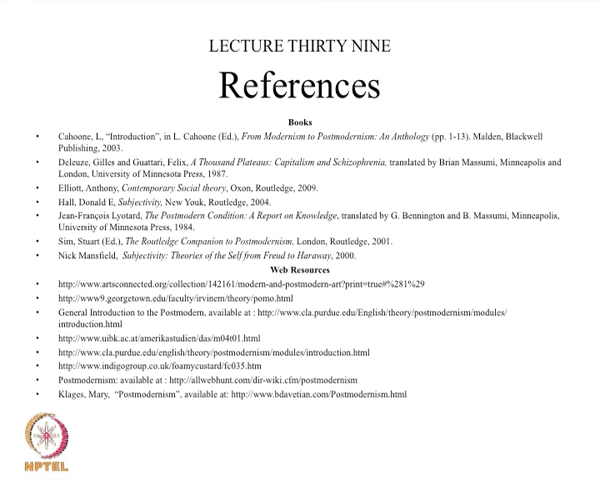 LECTURE THIRTY NINE
References
Books
• Cahoone, L, “Introduction”, in L. Cahoone (Ed.), From Modernism to Postmodernism: An Anthology (pp. 1-13). Malden, Blackwell
Publishing, 2003.
• Deleuze, Gilles and Guattari, Felix, A Thousand Plateaus: Capitalism and Schizophrenia, translated by Brian Massumi, Minneapolis and
London, University of Minnesota Press, 1987.
• Elliott, Anthony, Contemporary Social theory, Oxon, Routledge, 2009.
• Hall, Donald E, Subjectivity, New Youk, Routledge, 2004.
• Jean-François Lyotard, The Postmodern Condition: A Report on Knowledge, translated by G. Bennington and B. Massumi, Minneapolis,
University of Minnesota Press, 1984.
• Sim, Stuart (Ed.), The Routledge Companion to Postmodernism, London, Routledge, 2001.
• Nick Mansfield, Subjectivity: Theories of the Self from Freud to Haraway, 2000.
Web Resources
• http://www.artsconnected.org/collection/142161/modern-and-postmodern-art?print=true#%281%29
• http://www9.georgetown.edu/faculty/irvinem/theory/pomo.html
• General Introduction to the Postmodern, available at : http://www.cla.purdue.edu/English/theory/postmodernism/modules/
introduction.html
• http://www.uibk.ac.at/amerikastudien/das/m04t01.html
• http://www.cla.purdue.edu/english/theory/postmodernism/modules/introduction.html
• http://www.indigogroup.co.uk/foamycustard/fc035.htm
• Postmodernism: available at : http://allwebhunt.com/dir-wiki.cfm/postmodernism
• Klages, Mary, “Postmodernism”, available at: http://www.bdavetian.com/Postmodernism.html
NPTEL